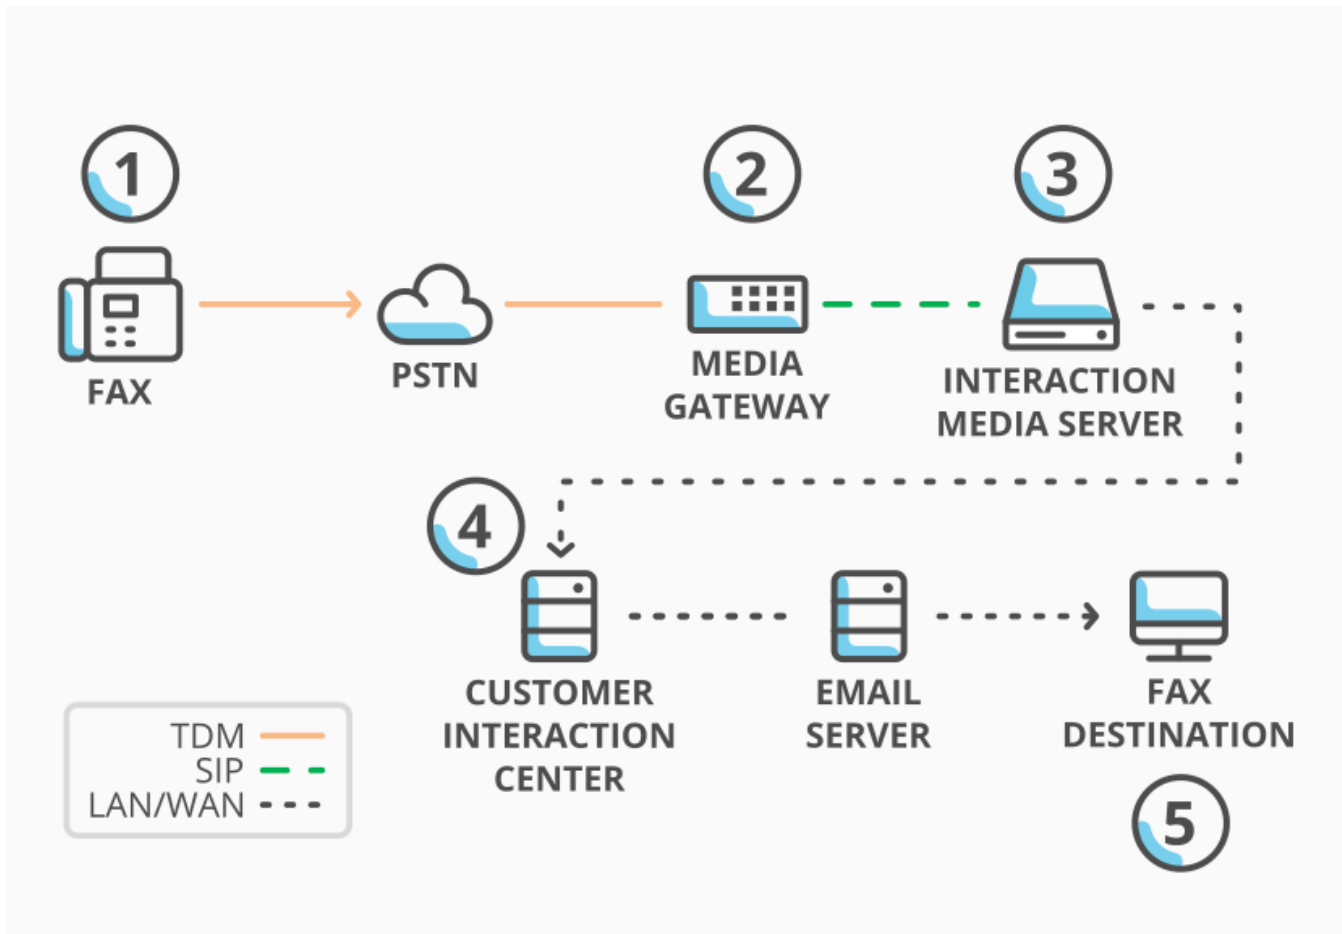 1
2
3
FAX
PSTN
MEDIA
GATEWAY
INTERACTION
MEDIA SERVER
4
CUSTOMER
INTERACTION
CENTER
EMAIL
SERVER
FAX
DESTINATION
5
TDM
SIP
LAN/WAN